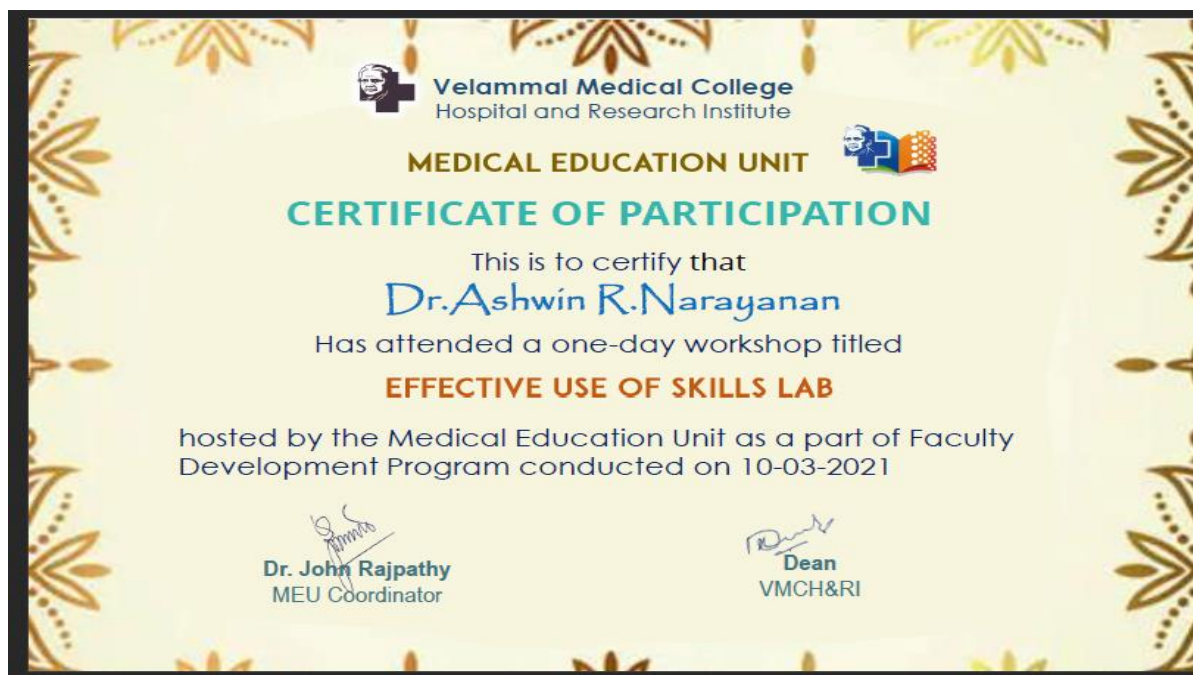 Velammal Medical College
Hospital and Research Institute
MEDICAL EDUCATION UNIT
CERTIFICATE OF PARTICIPATION
This is to certify that
Dr.Ashwin R.Narayanan
Has attended a one-day workshop titled
EFFECTIVE USE OF SKILLS LAB
hosted by the Medical Education Unit as a part of Faculty
Development Program conducted on 10-03-2021
Dr. John Rajpathy
MEU Coordinator
Dean
VMCH&RI